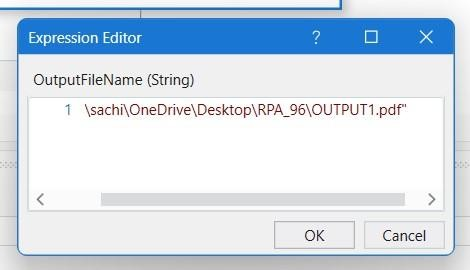 Expression Editor
?
OutputFileName (String)
1 \sachi\OneDrive\Desktop\RPA_96\OUTPUT1.pdf"
OK Cancel